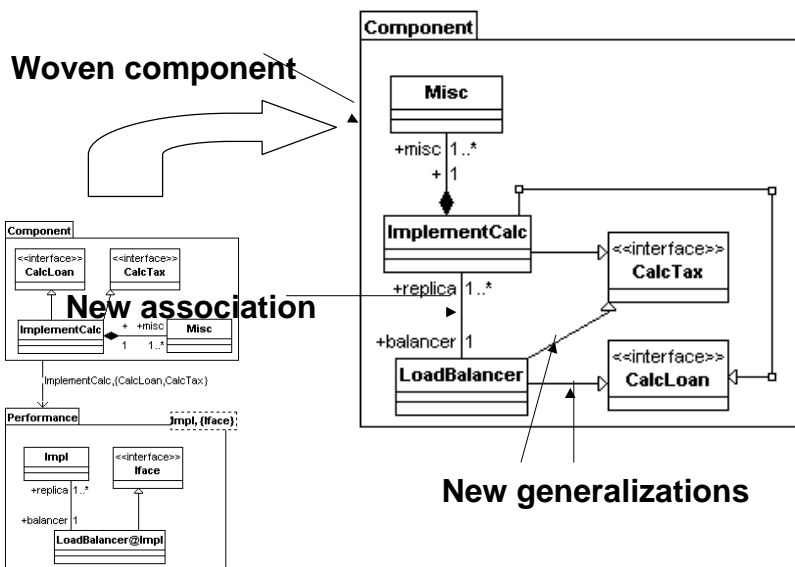 Component
Woven component
Misc
+misc 1..*
+ 1
ImplementCalc
<<interface>>
CalcTax
+replica 1..*
New association
+balancer 1
LoadBalancer
<<interface>>
CalcLoan
New generalizations
Component
<<interface>>
CalcLoan
<<interface>>
CalcTax
ImplementCalc
+ +misc
1 1..*
Misc
ImplementCalc,{CalcLoan,CalcTax}
Performance
Impl, {Iface}
Impl
<<interface>>
Iface
+replica 1..*
+balancer 1
LoadBalancer@Impl